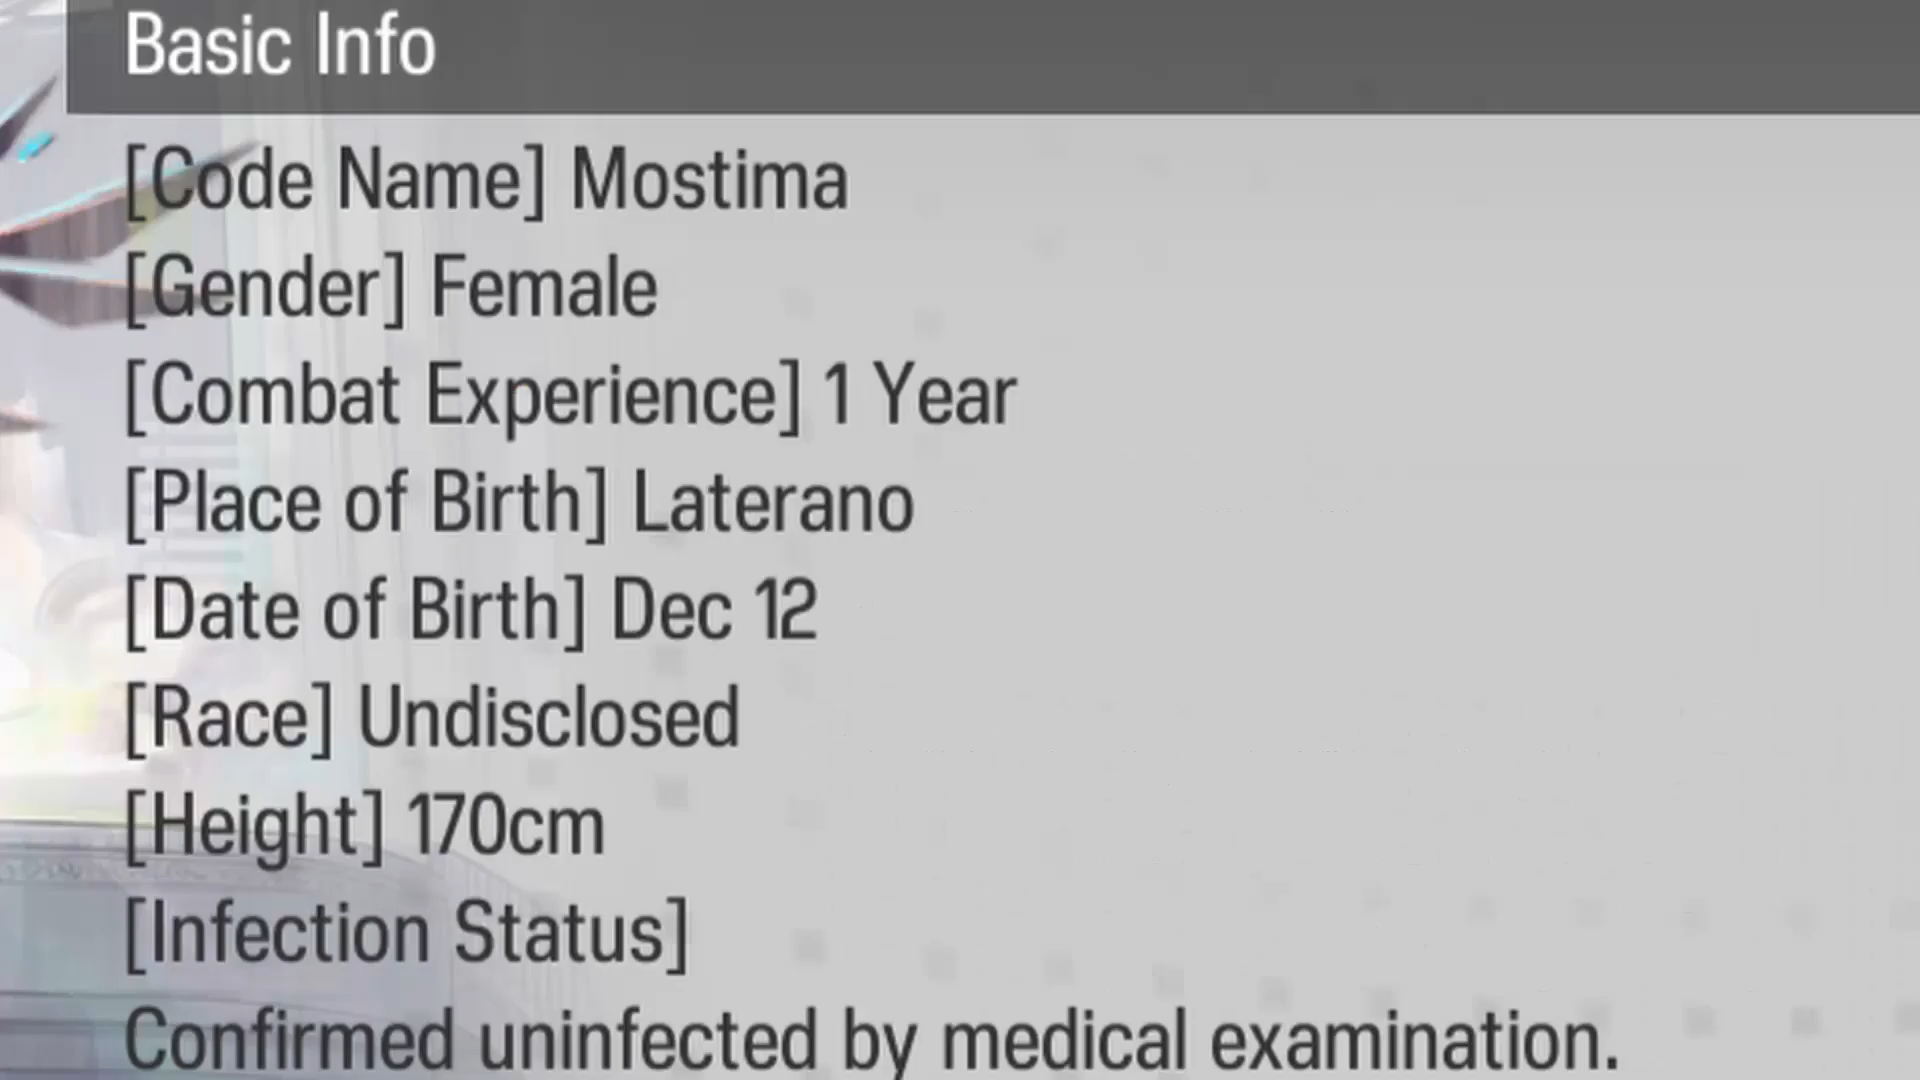 Basic Info
[Code Name] Mostima
[Gender] Female
[Combat Experience] 1 Year
[Place of Birth] Laterano
[Date of Birth] Dec 12
[Race] Undisclosed
[Height] 170cm
[Infection Status]
Confirmed uninfected by medical examination.